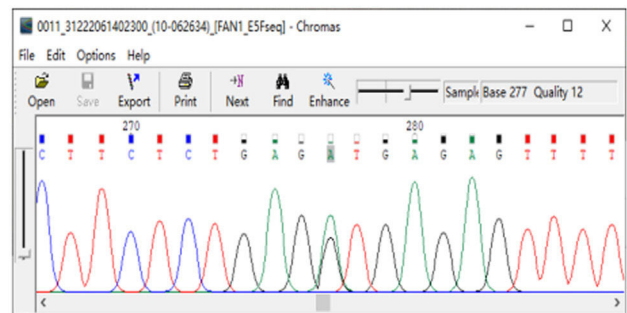 0011_31222061402300_(10-062634)_[FAN1_E5Fseq] - Chromas
File Edit Options Help
Open Save Export Print Next Find Enhance Sample Base 277 Quality 12
270 280
C T T C T C T G A G A T G A G A G T T T T